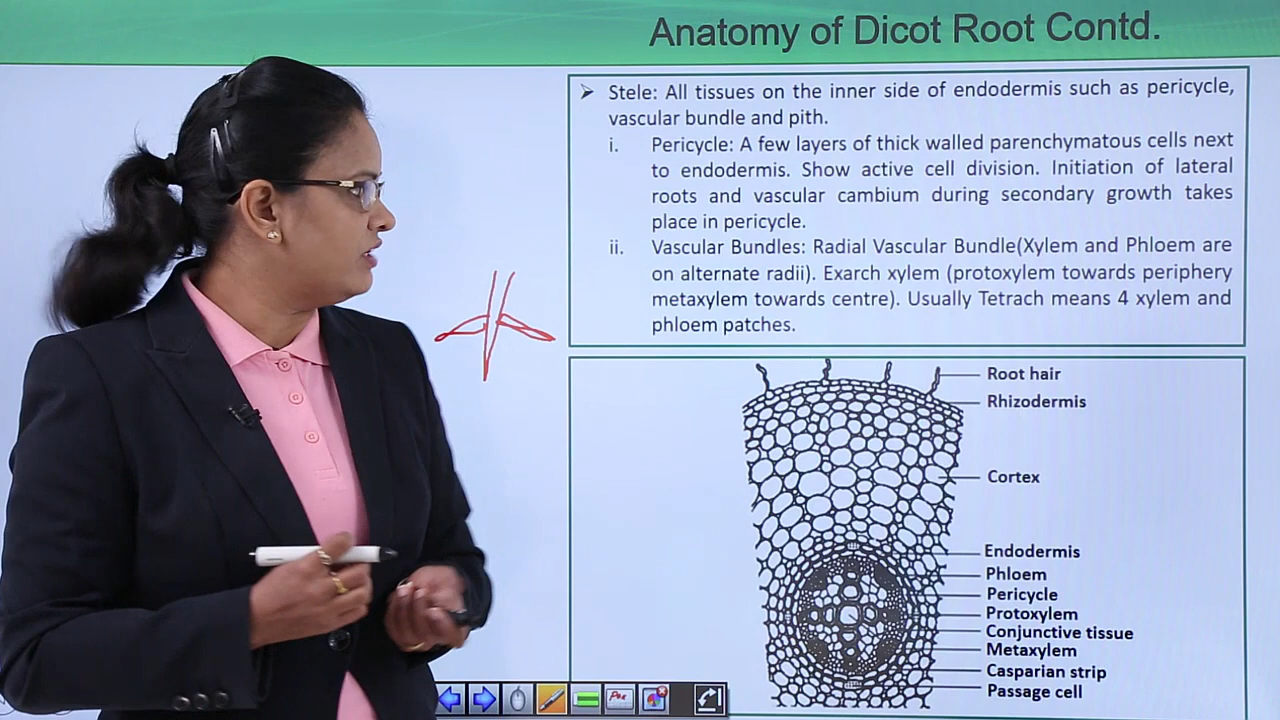 Anatomy of Dicot Root Contd.
➢ Stele: All tissues on the inner side of endodermis such as pericycle,
vascular bundle and pith.
i. Pericycle: A few layers of thick walled parenchymatous cells next
to endodermis. Show active cell division. Initiation of lateral
roots and vascular cambium during secondary growth takes
place in pericycle.
ii. Vascular Bundles: Radial Vascular Bundle(Xylem and Phloem are
on alternate radii). Exarch xylem (protoxylem towards periphery
metaxylem towards centre). Usually Tetrach means 4 xylem and
phloem patches.
Root hair
Rhizodermis
Cortex
Endodermis
Phloem
Pericycle
Protoxylem
Conjunctive tissue
Metaxylem
Casparian strip
Passage cell